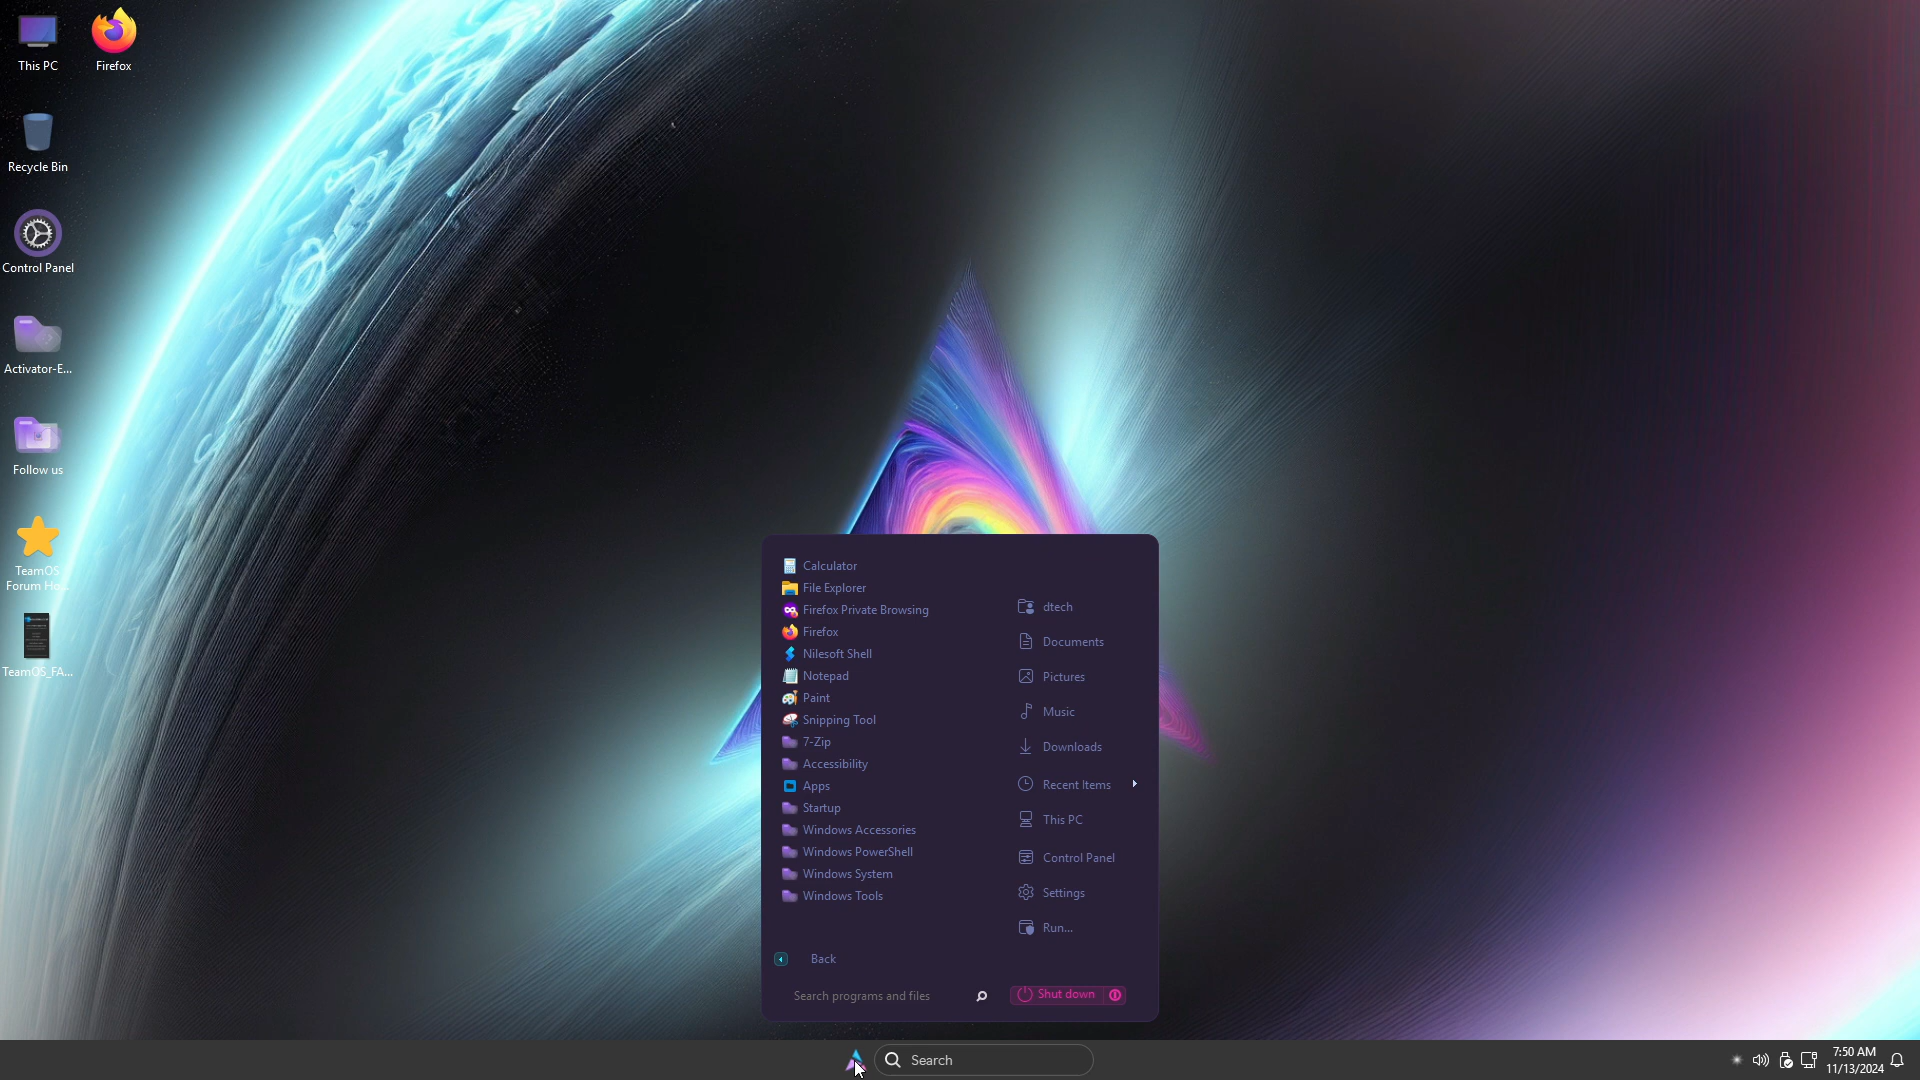 This PC
Firefox
Recycle Bin
Control Panel
Activator-E...
Follow us
TeamOS
Forum Ho...
TeamOS_FA...
Calculator
File Explorer
Firefox Private Browsing
Firefox
Nilesoft Shell
Notepad
Paint
Snipping Tool
7-Zip
Accessibility
Apps
Startup
Windows Accessories
Windows PowerShell
Windows System
Windows Tools
Back
Search programs and files
dtech
Documents
Pictures
Music
Downloads
Recent Items
This PC
Control Panel
Settings
Run...
Shut down
Search
7:50 AM
11/13/2024